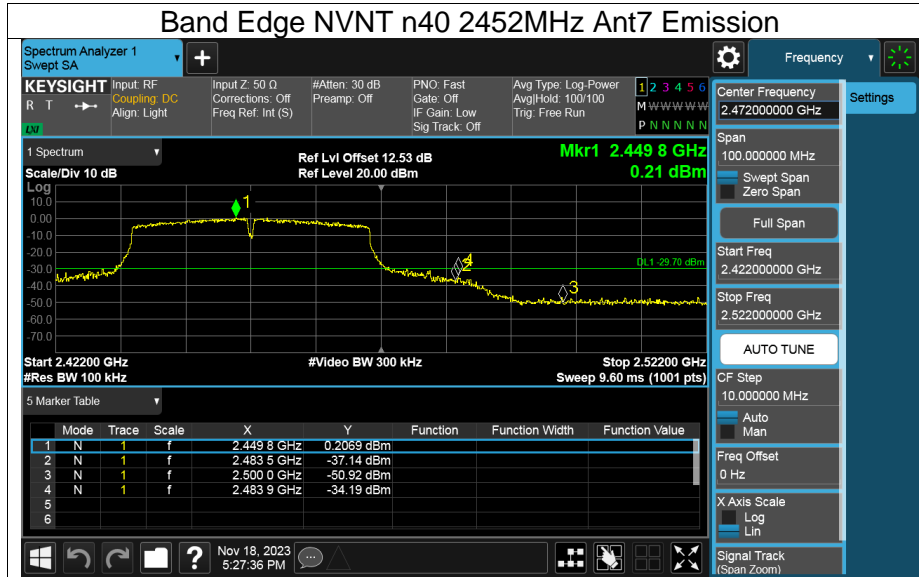 Band Edge NVNT n40 2452MHz Ant7 Emission
Spectrum Analyzer 1
Swept SA
+
Frequency
KEYSIGHT
R T
LXI
Input: RF
Coupling: DC
Align: Light
Input Z: 50 Ω
Corrections: Off
Freq Ref: Int (S)
#Atten: 30 dB
Preamp: Off
PNO: Fast
Gate: Off
IF Gain: Low
Sig Track: Off
Avg Type: Log-Power
Avg|Hold: 100/100
Trig: Free Run
1 2 3 4 5 6
M W W W W W
P N N N N N
Center Frequency
2.472000000 GHz
Settings
Span
100.000000 MHz
Swept Span
Zero Span
Full Span
Start Freq
2.422000000 GHz
Stop Freq
2.522000000 GHz
AUTO TUNE
CF Step
10.000000 MHz
Auto
Man
Freq Offset
0 Hz
X Axis Scale
Log
Lin
Signal Track
(Span Zoom)
1 Spectrum
Scale/Div 10 dB
Ref Lvl Offset 12.53 dB
Ref Level 20.00 dBm
Mkr1 2.449 8 GHz
0.21 dBm
Log
10.0
0.00
-10.0
-20.0
-30.0
-40.0
-50.0
-60.0
-70.0
1
4
2
3
DL1 -29.70 dBm
Start 2.42200 GHz
#Res BW 100 kHz
#Video BW 300 kHz
Stop 2.52200 GHz
Sweep 9.60 ms (1001 pts)
5 Marker Table
Mode Trace Scale X Y Function Function Width Function Value
1 N 1 f 2.449 8 GHz 0.2069 dBm
2 N 1 f 2.483 5 GHz -37.14 dBm
3 N 1 f 2.500 0 GHz -50.92 dBm
4 N 1 f 2.483 9 GHz -34.19 dBm
5
6
?
Nov 18, 2023
5:27:36 PM